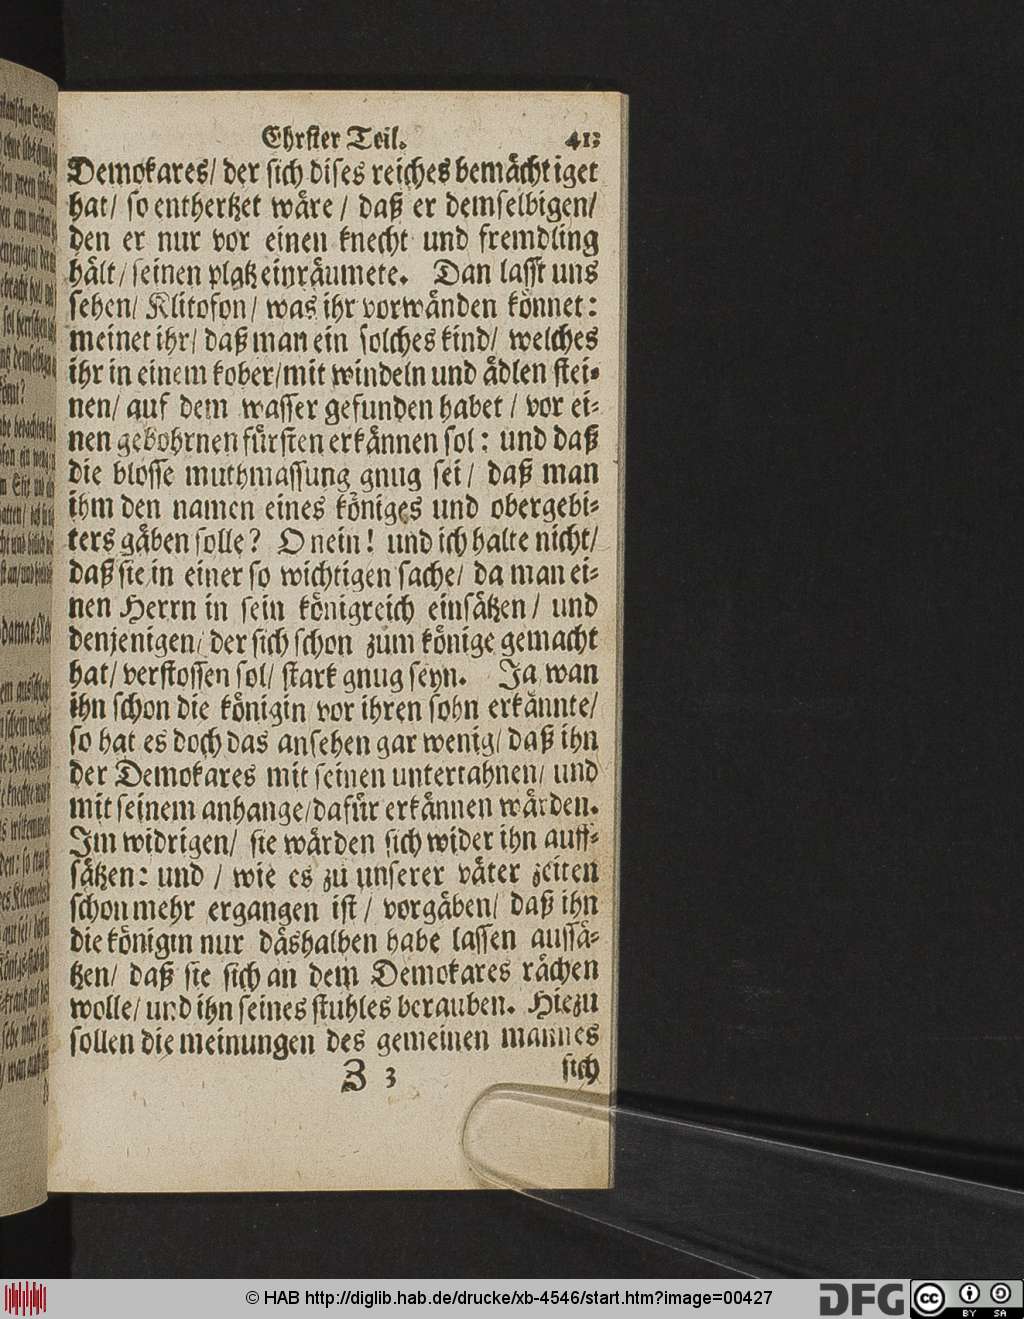 Ehrster Teil. 413
Demokares/ der sich dises reiches bemächtiget
hat/ so enthertzet wäre / daß er demselbigen/
den er nur vor einen knecht und fremdling
hält/ seinen platz einräumete. Dan lasst uns
sehen/ Klitofon/ was ihr vorwänden könnet:
meinet ihr/ daß man ein solches kind/ welches
ihr in einem kober/ mit windeln und ädlen stei-
nen/ auf dem wasser gefunden habet / vor ei-
nen gebohrnen fürsten erkännen sol: und daß
die blosse muthmassung gnug sei/ daß man
ihm den namen eines königes und obergebi-
ters gäben solle? O nein! und ich halte nicht/
daß sie in einer so wichtigen sache/ da man ei-
nen Herrn in sein königreich einsätzen / und
denjenigen/ der sich schon zum könige gemacht
hat/ verstossen sol/ stark gnug seyn. Ja wan
ihn schon die königin vor ihren sohn erkännte/
so hat es doch das ansehen gar wenig/ daß ihn
der Demokares mit seinen untertahnen/ und
mit seinem anhange/ dafür erkännen wärden.
Im widrigen/ sie wärden sich wider ihn auff-
sätzen: und / wie es zu unserer väter zeiten
schon mehr ergangen ist / vorgäben/ daß ihn
die königin nur däshalben habe lassen aussä-
tzen/ daß sie sich an dem Demokares rächen
wolle/ und ihn seines stuhles berauben. Hiezu
sollen die meinungen des gemeinen mannes
Z 3 sich
© HAB http://diglib.hab.de/drucke/xb-4546/start.htm?image=00427
DFG
cc BY SA